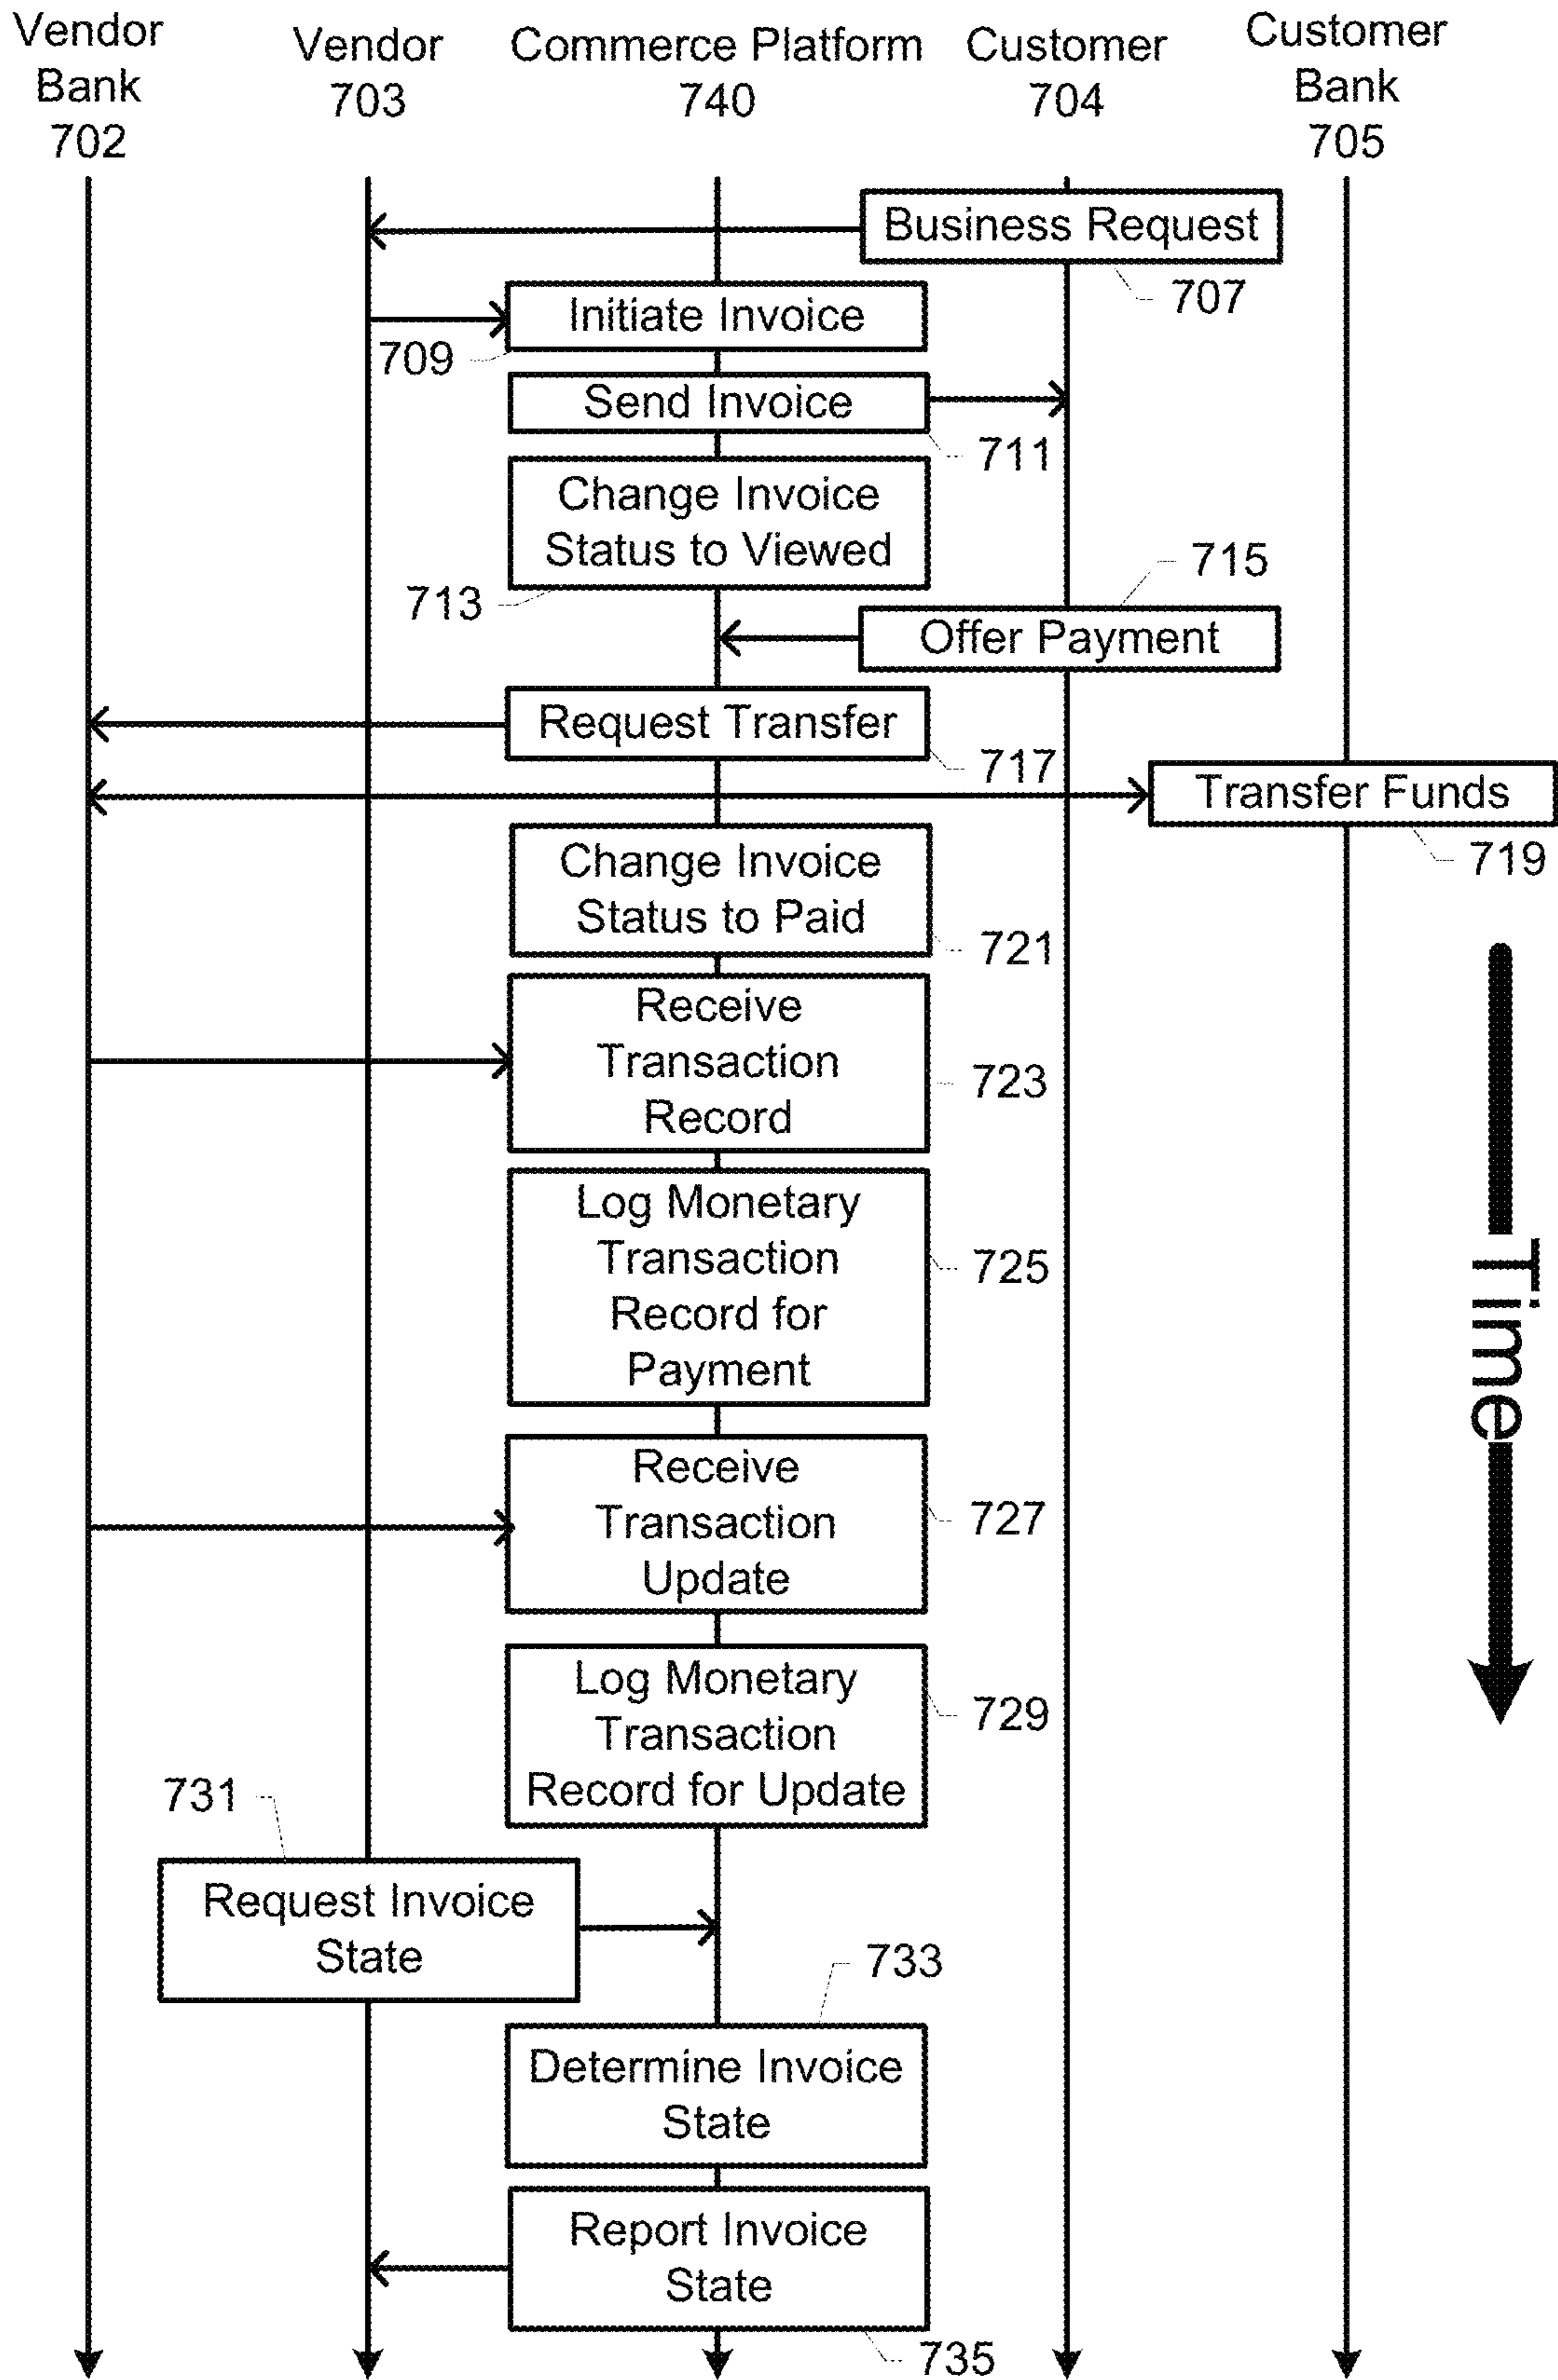 Vendor
Bank
702
Vendor
703
Commerce Platform
740
Customer
704
Customer
Bank
705
Business Request
707
Initiate Invoice
709
Send Invoice
711
Change Invoice
Status to Viewed
713
715
Offer Payment
Request Transfer
717
Transfer Funds
719
Change Invoice
Status to Paid
721
Receive
Transaction
Record
723
Log Monetary
Transaction
Record for
Payment
725
Time
Receive
Transaction
Update
727
Log Monetary
Transaction
Record for Update
729
731
Request Invoice
State
733
Determine Invoice
State
Report Invoice
State
735